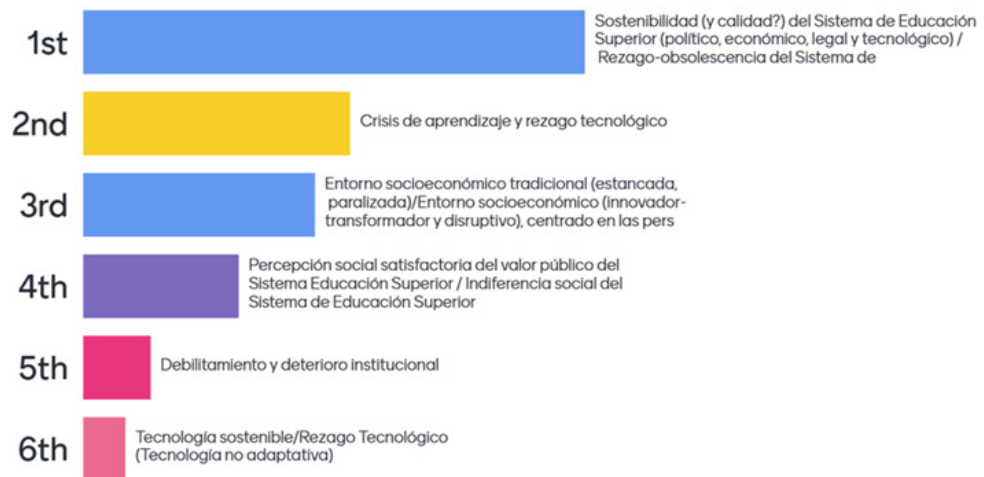 1st
Sostenibilidad (y calidad?) del Sistema de Educación
Superior (político, económico, legal y tecnológico) /
Rezago-obsolescencia del Sistema de
2nd
Crisis de aprendizaje y rezago tecnológico
3rd
Entorno socioeconómico tradicional (estancada,
paralizada)/Entorno socioeconómico (innovador-
transformador y disruptivo), centrado en las pers
4th
Percepción social satisfactoria del valor público del
Sistema Educación Superior / Indiferencia social del
Sistema de Educación Superior
5th
Debilitamiento y deterioro institucional
6th
Tecnología sostenible/Rezago Tecnológico
(Tecnología no adaptativa)